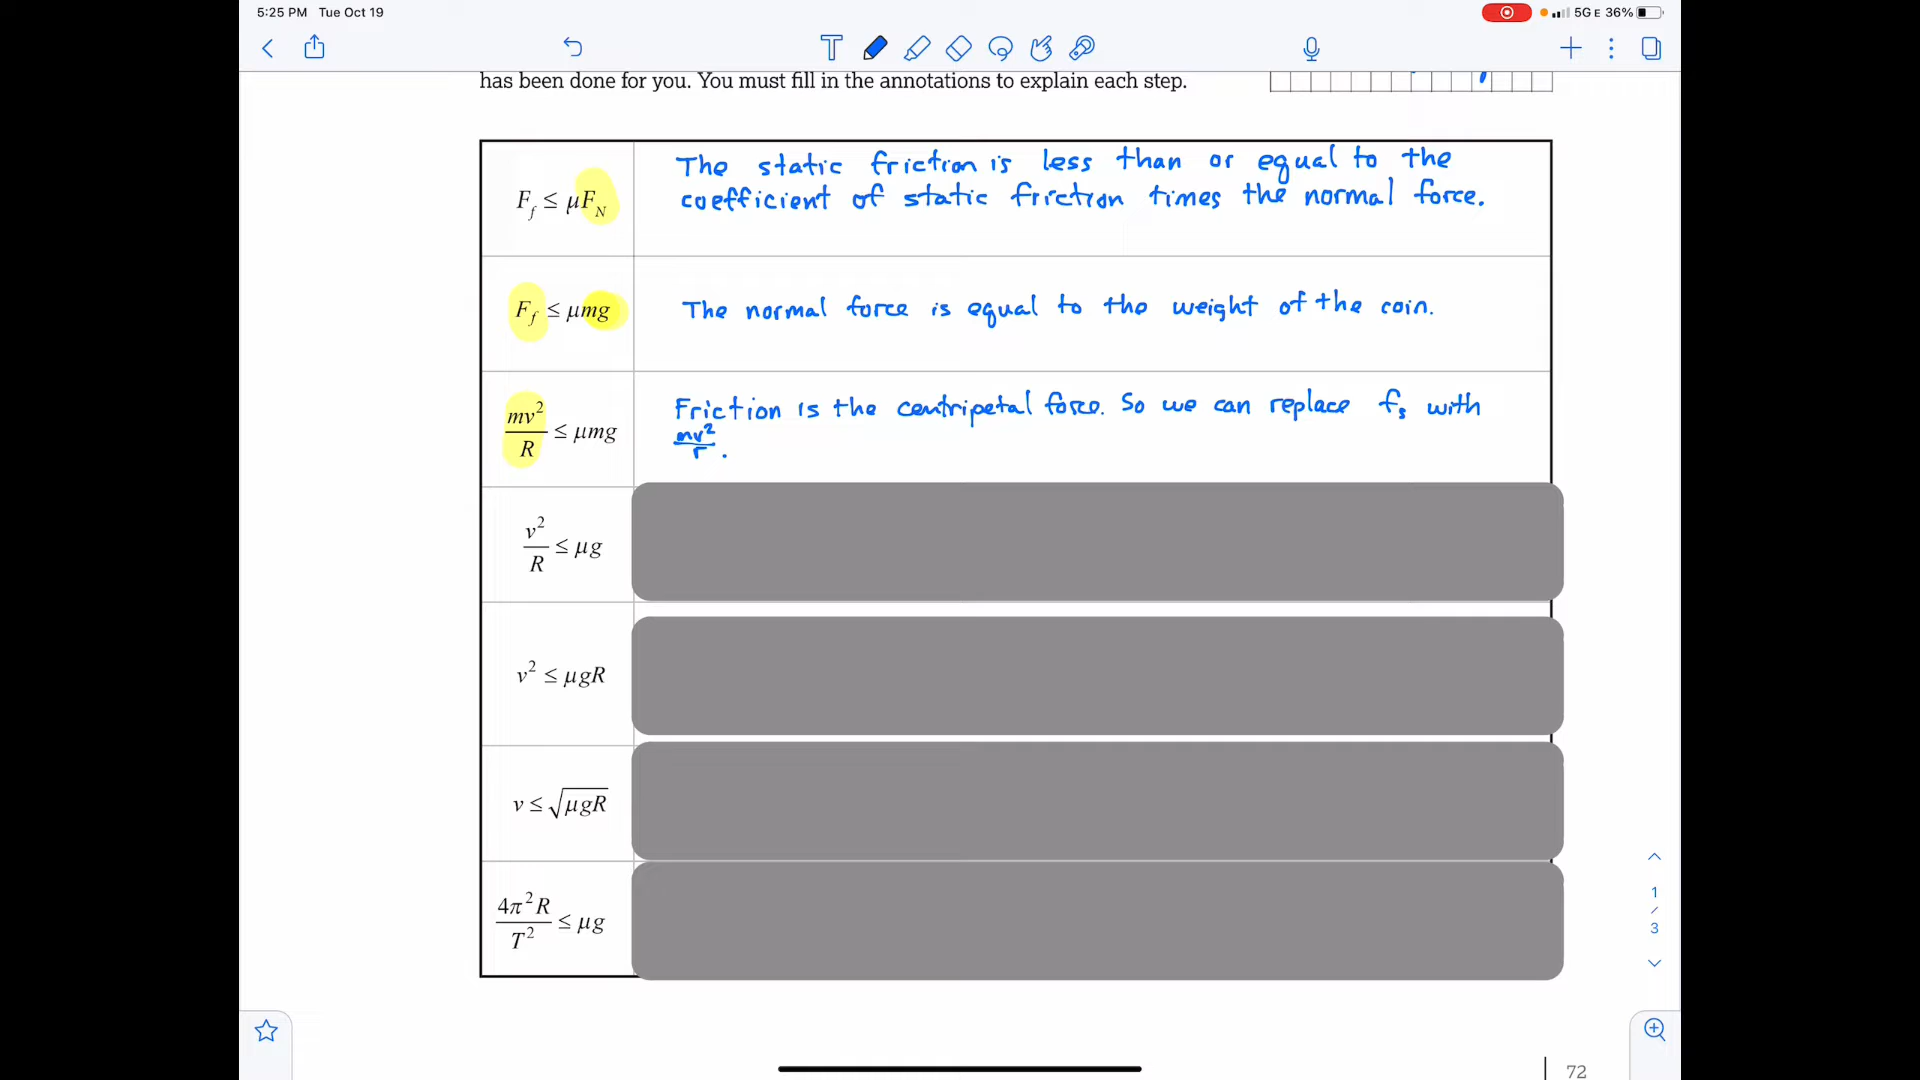 5:25 PM Tue Oct 19
5G E 36%
has been done for you. You must fill in the annotations to explain each step.
F_f ≤ μF_N
The static friction is less than or equal to the
coefficient of static friction times the normal force.
F_f ≤ μmg
The normal force is equal to the weight of the coin.
mv²/R ≤ μmg
Friction is the centripetal force. So we can replace f_s with
mv²/r.
v²/R ≤ μg
v² ≤ μgR
v ≤ √μgR
4π²R/T² ≤ μg
1
/
3
72